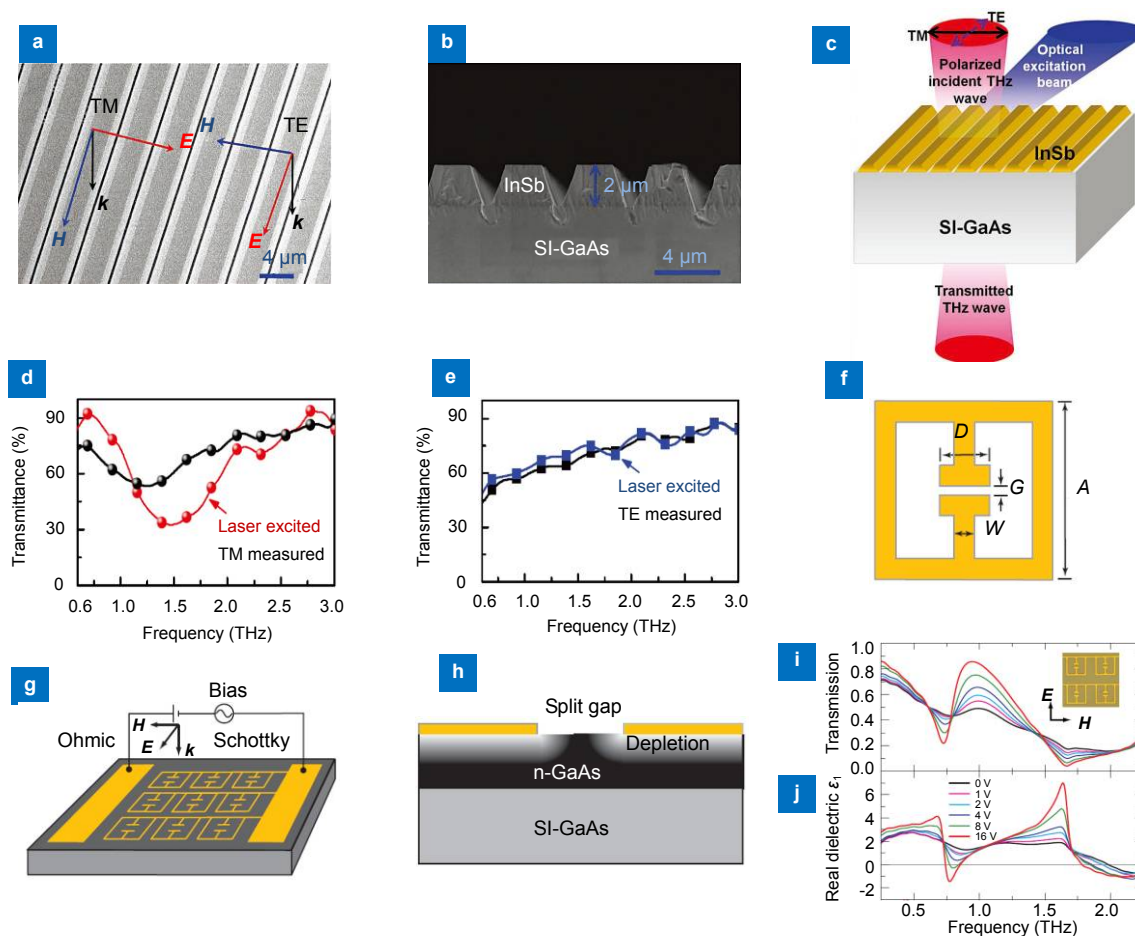 a
TM
H
E
k
TE
H
E
k
4 μm
b
InSb
2 μm
SI-GaAs
4 μm
c
TE
TM
Polarized
incident THz
wave
Optical
excitation
beam
InSb
SI-GaAs
Transmitted
THz wave
d
Transmittance (%)
90
60
30
0
Laser excited
TM measured
0.6 1.0 1.5 2.0 2.5 3.0
Frequency (THz)
e
Transmittance (%)
90
60
30
0
Laser excited
TE measured
0.6 1.0 1.5 2.0 2.5 3.0
Frequency (THz)
f
D
G
W
A
g
Bias
H
E
k
Ohmic
Schottky
h
Split gap
Depletion
n-GaAs
SI-GaAs
i
Transmission
1.0
0.8
0.6
0.4
0.2
0.0
E
H
j
Real dielectric ε₁
6
4
2
0
-2
0 V
1 V
2 V
4 V
8 V
16 V
0.5 1.0 1.5 2.0
Frequency (THz)